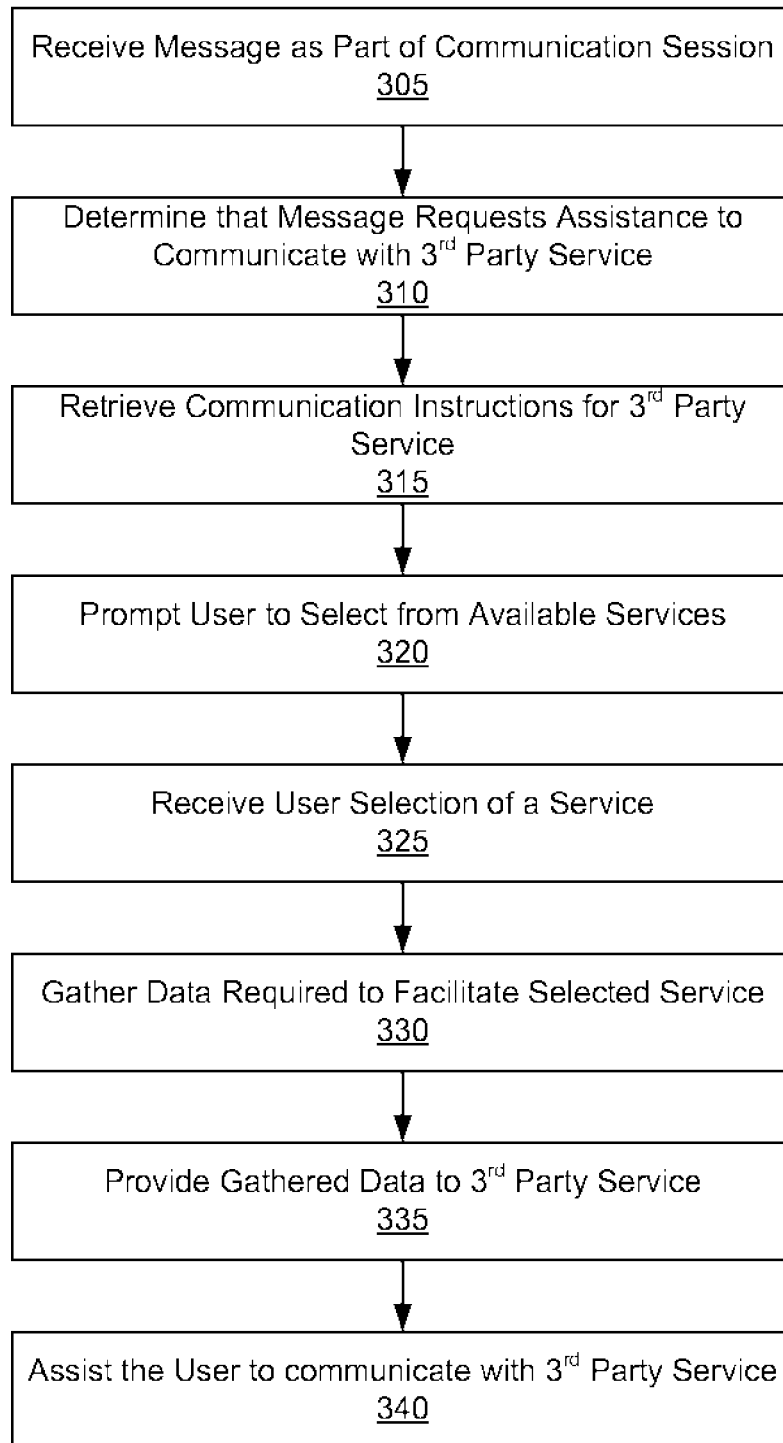 Receive Message as Part of Communication Session
305
Determine that Message Requests Assistance to
Communicate with 3rd Party Service
310
Retrieve Communication Instructions for 3rd Party
Service
315
Prompt User to Select from Available Services
320
Receive User Selection of a Service
325
Gather Data Required to Facilitate Selected Service
330
Provide Gathered Data to 3rd Party Service
335
Assist the User to communicate with 3rd Party Service
340